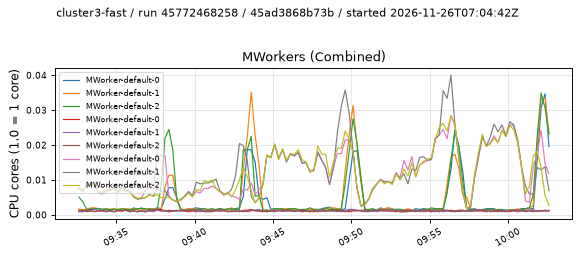 cluster3-fast / run 45772468258 / 45ad3868b73b / started 2026-11-26T07:04:42Z
MWorkers (Combined)
CPU cores (1.0 = 1 core)
0.04
0.03
0.02
0.01
0.00
MWorker-default-0
MWorker-default-1
MWorker-default-2
MWorker-default-0
MWorker-default-1
MWorker-default-2
MWorker-default-0
MWorker-default-1
MWorker-default-2
09:35
09:40
09:45
09:50
09:55
10:00